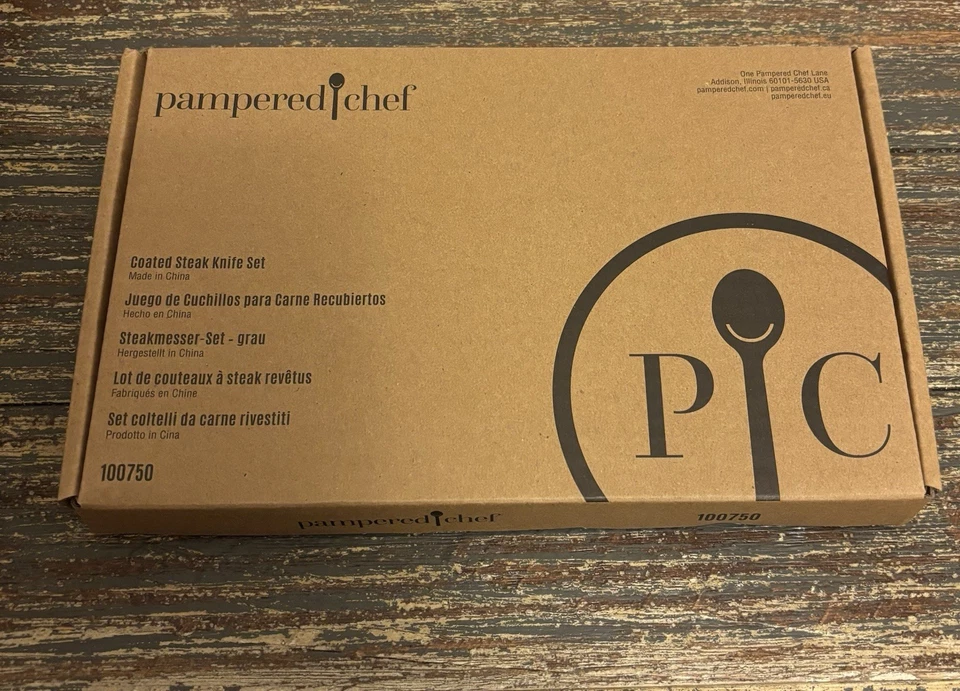 pampered chef
One Pampered Chef Lane
Addison, Illinois 60101-5630 USA
pamperedchef.com | pamperedchef.ca
pamperedchef.eu
Coated Steak Knife Set
Made in China
Juego de Cuchillos para Carne Recubiertos
Hecho en China
Steakmesser-Set - grau
Hergestellt in China
Lot de couteaux à steak revêtus
Fabriqués en Chine
Set coltelli da carne rivestiti
Prodotto in Cina
100750
P C
pampered chef
100750